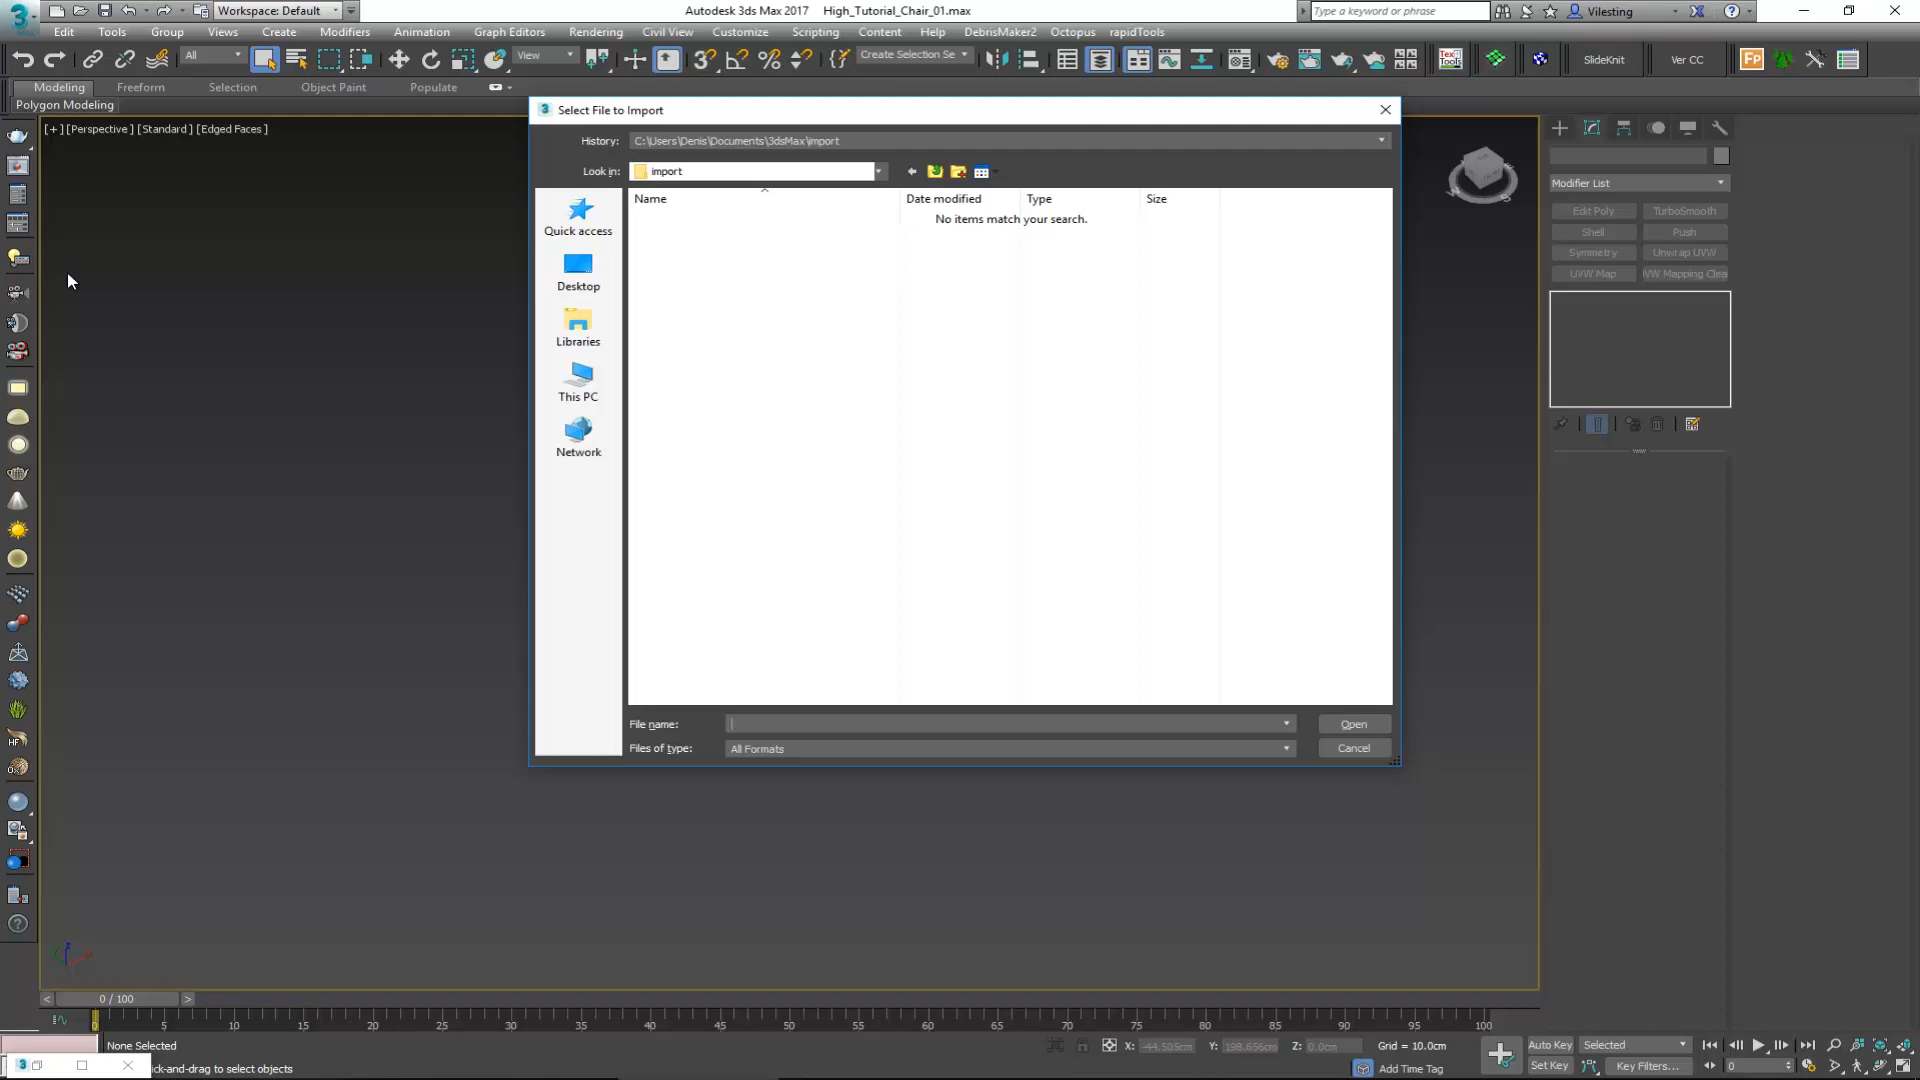 Workspace: Default
Autodesk 3ds Max 2017 High_Tutorial_Chair_01.max
Type a keyword or phrase
Vilesting
Edit Tools Group Views Create Modifiers Animation Graph Editors Rendering Civil View Customize Scripting Content Help DebrisMaker2 Octopus rapidTools
All
View
Create Selection Se
SlideKnit
Ver CC
Modeling Freeform Selection Object Paint Populate
Polygon Modeling
[+] [Perspective ] [Standard ] [Edged Faces ]
Select File to Import
History: C:\Users\Denis\Documents\3dsMax\import
Look in: import
Name Date modified Type Size
No items match your search.
Quick access
Desktop
Libraries
This PC
Network
File name: Open
Files of type: All Formats Cancel
Modifier List
Edit Poly TurboSmooth
Shell Push
Symmetry Unwrap UVW
UVW Map UVW Mapping Clea
0 / 100
0 5 10 15 20 25 30 35 40 45 50 55 60 65 70 75 80 85 90 95 100
None Selected
X: -44.505cm Y: 198.656cm Z: 0.0cm Grid = 10.0cm
Auto Key Selected
ick-and-drag to select objects
Add Time Tag
Set Key Key Filters... 0